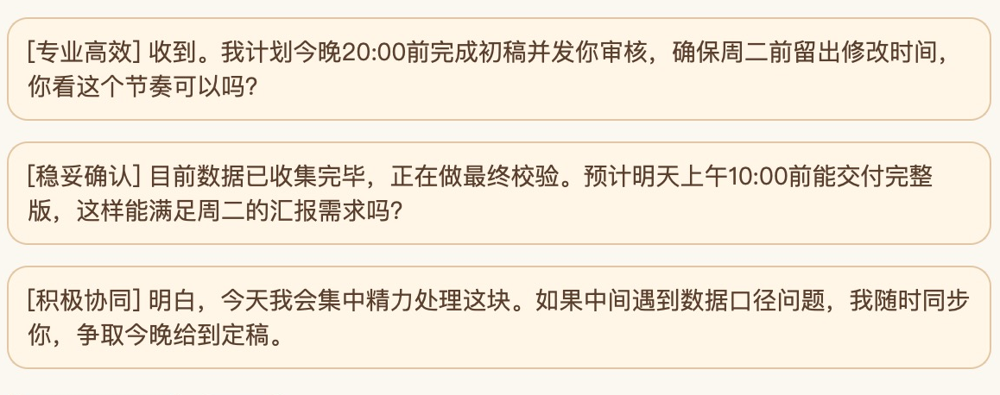 [专业高效] 收到。我计划今晚20:00前完成初稿并发你审核，确保周二前留出修改时间，
你看这个节奏可以吗？
[稳妥确认] 目前数据已收集完毕，正在做最终校验。预计明天上午10:00前能交付完整
版，这样能满足周二的汇报需求吗？
[积极协同] 明白，今天我会集中精力处理这块。如果中间遇到数据口径问题，我随时同步
你，争取今晚给到定稿。